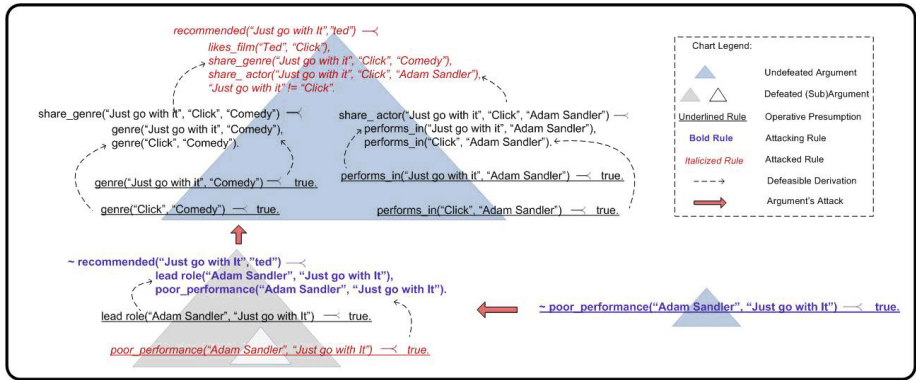 recommended("Just go with It","ted") ⤙
likes_film("Ted", "Click"),
share_genre("Just go with it", "Click", "Comedy")
share_ actor("Just go with it", "Click", "Adam Sandler"),
"Just go with it" != "Click".
share_genre("Just go with it", "Click", "Comedy") ⤙
genre("Just go with it", "Comedy"),
genre("Click", "Comedy").
genre("Just go with it", "Comedy") ⤙ true.
genre("Click", "Comedy") ⤙ true.
share_ actor("Just go with it", "Click", "Adam Sandler") ⤙
performs_in("Just go with it", "Adam Sandler"),
performs_in("Click", "Adam Sandler").
performs_in("Just go with it", "Adam Sandler") ⤙ true.
performs_in("Click", "Adam Sandler") ⤙ true.
Chart Legend:
Undefeated Argument
Defeated (Sub)Argument
Underlined Rule Operative Presumption
Bold Rule Attacking Rule
Italicized Rule Attacked Rule
Defeasible Derivation
Argument's Attack
~ recommended("Just go with It","ted") ⤙
lead role("Adam Sandler", "Just go with It"),
poor_performance("Adam Sandler", "Just go with It").
lead role("Adam Sandler", "Just go with It") ⤙ true.
poor_performance("Adam Sandler", "Just go with It") ⤙ true.
~ poor_performance("Adam Sandler", "Just go with It") ⤙ true.